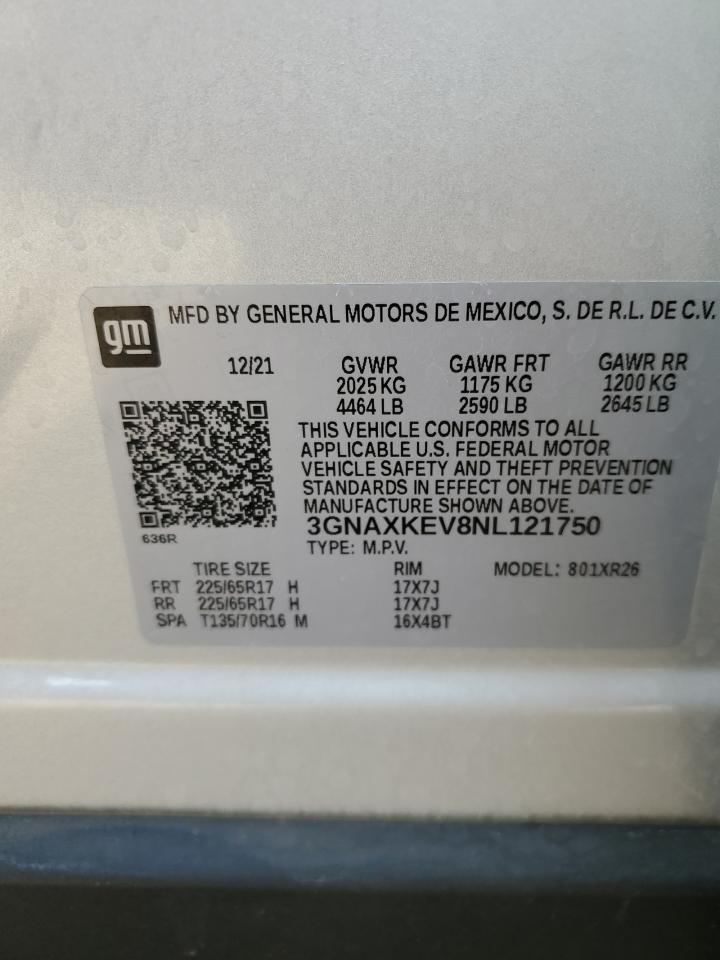 gm
MFD BY GENERAL MOTORS DE MEXICO, S. DE R.L. DE C.V.
12/21 GVWR GAWR FRT GAWR RR
2025 KG 1175 KG 1200 KG
4464 LB 2590 LB 2645 LB
THIS VEHICLE CONFORMS TO ALL
APPLICABLE U.S. FEDERAL MOTOR
VEHICLE SAFETY AND THEFT PREVENTION
STANDARDS IN EFFECT ON THE DATE OF
MANUFACTURE SHOWN ABOVE.
3GNAXKEV8NL121750
636R
TYPE: M.P.V.
TIRE SIZE RIM MODEL: 801XR26
FRT 225/65R17 H 17X7J
RR 225/65R17 H 17X7J
SPA T135/70R16 M 16X4BT